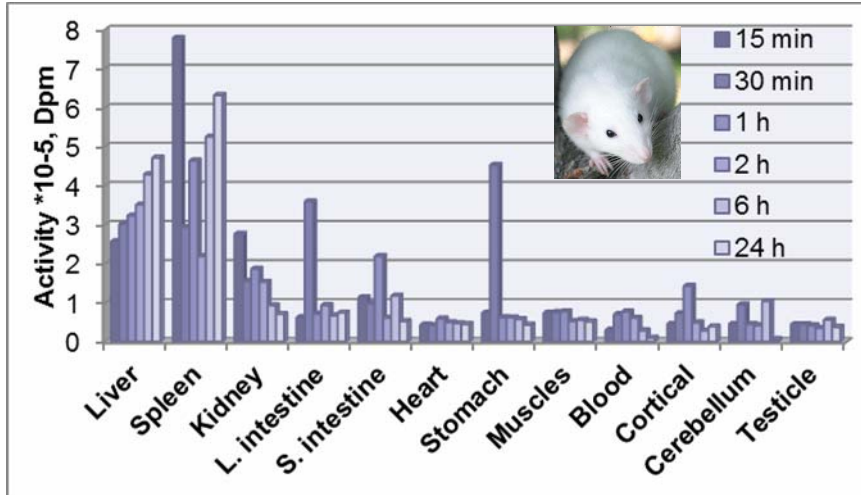 Activity *10-5, Dpm
8
7
6
5
4
3
2
1
0
15 min
30 min
1 h
2 h
6 h
24 h
Liver
Spleen
Kidney
L. intestine
S. intestine
Heart
Stomach
Muscles
Blood
Cortical
Cerebellum
Testicle